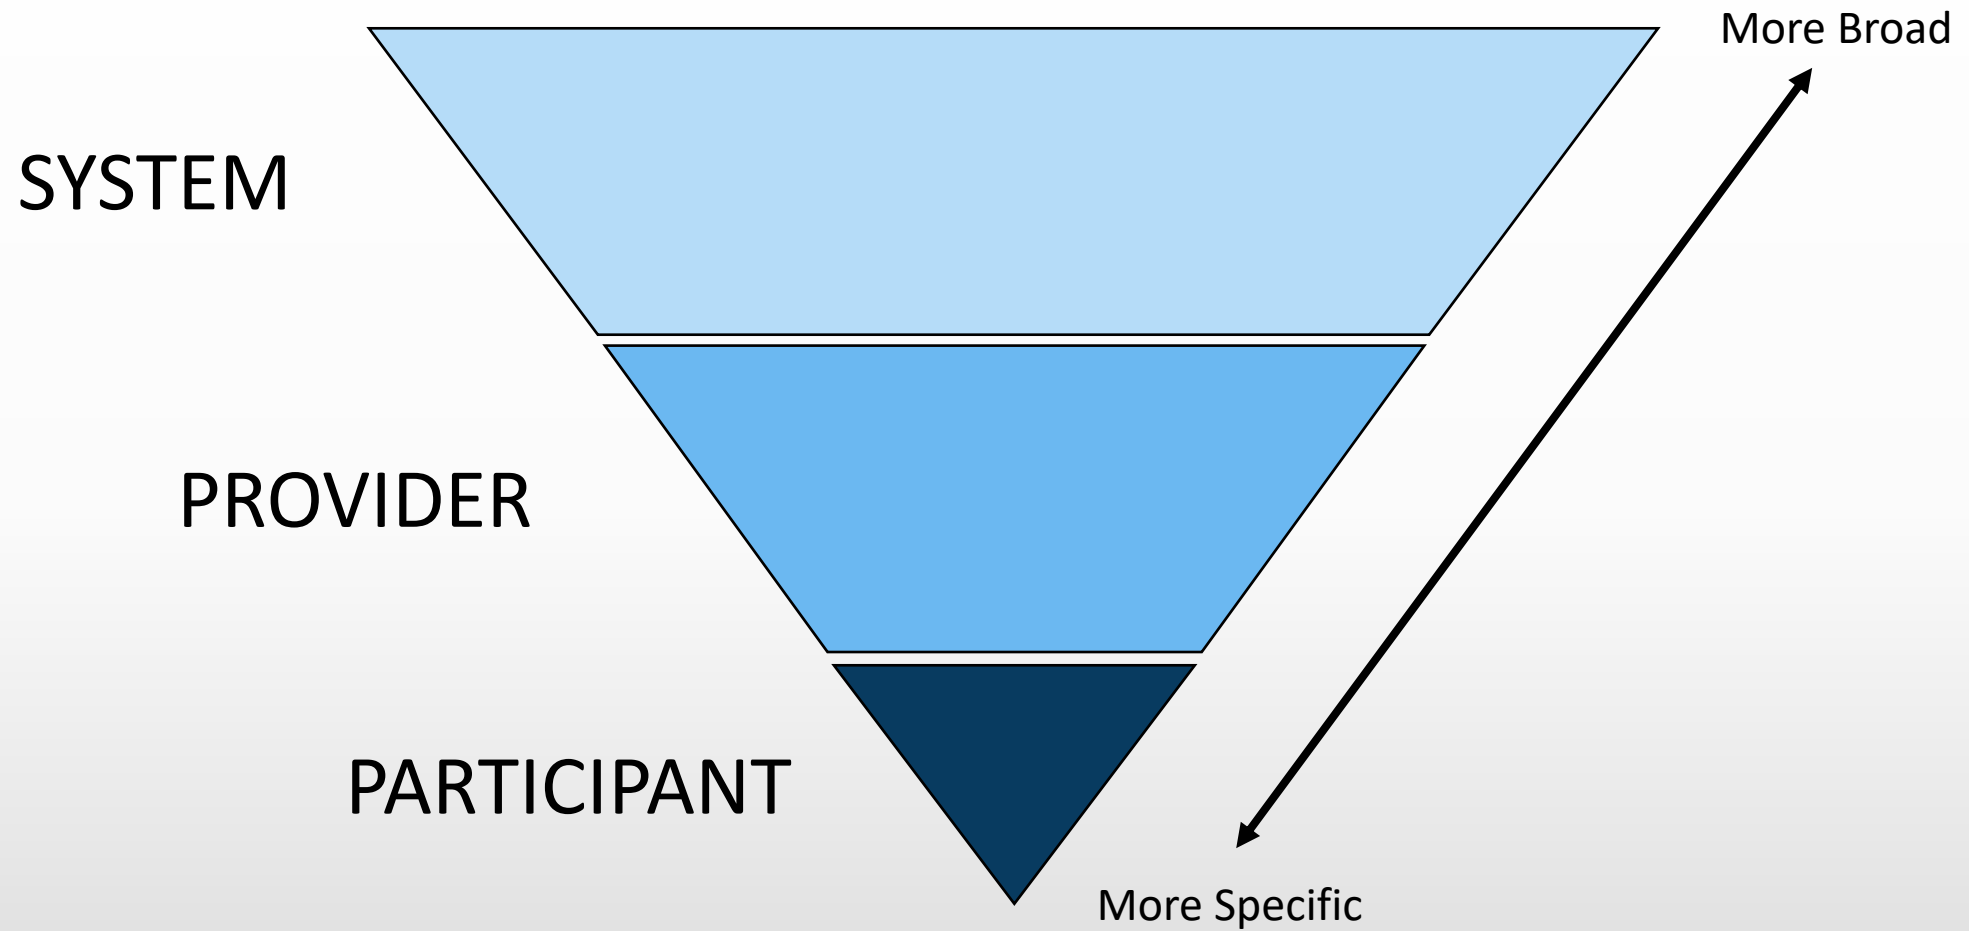 More Broad
SYSTEM
PROVIDER
PARTICIPANT
More Specific